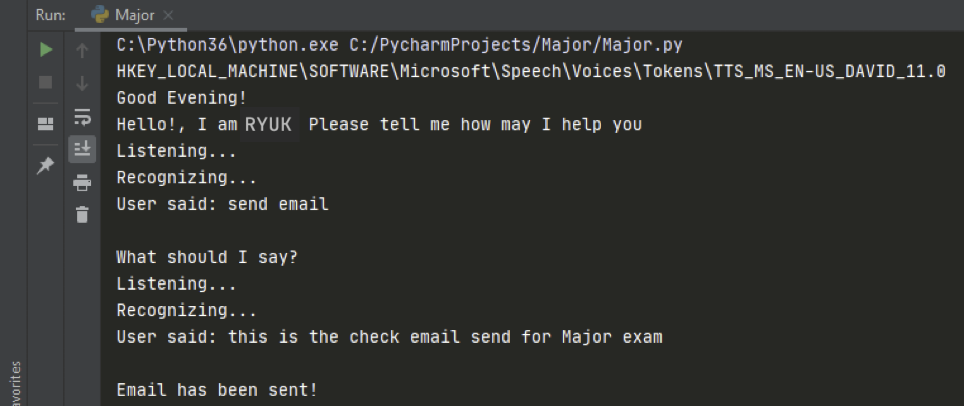 Run:
Major
C:\Python36\python.exe C:/PycharmProjects/Major/Major.py
HKEY_LOCAL_MACHINE\SOFTWARE\Microsoft\Speech\Voices\Tokens\TTS_MS_EN-US_DAVID_11.0
Good Evening!
Hello!, I am RYUK Please tell me how may I help you
Listening...
Recognizing...
User said: send email
What should I say?
Listening...
Recognizing...
User said: this is the check email send for Major exam
Email has been sent!